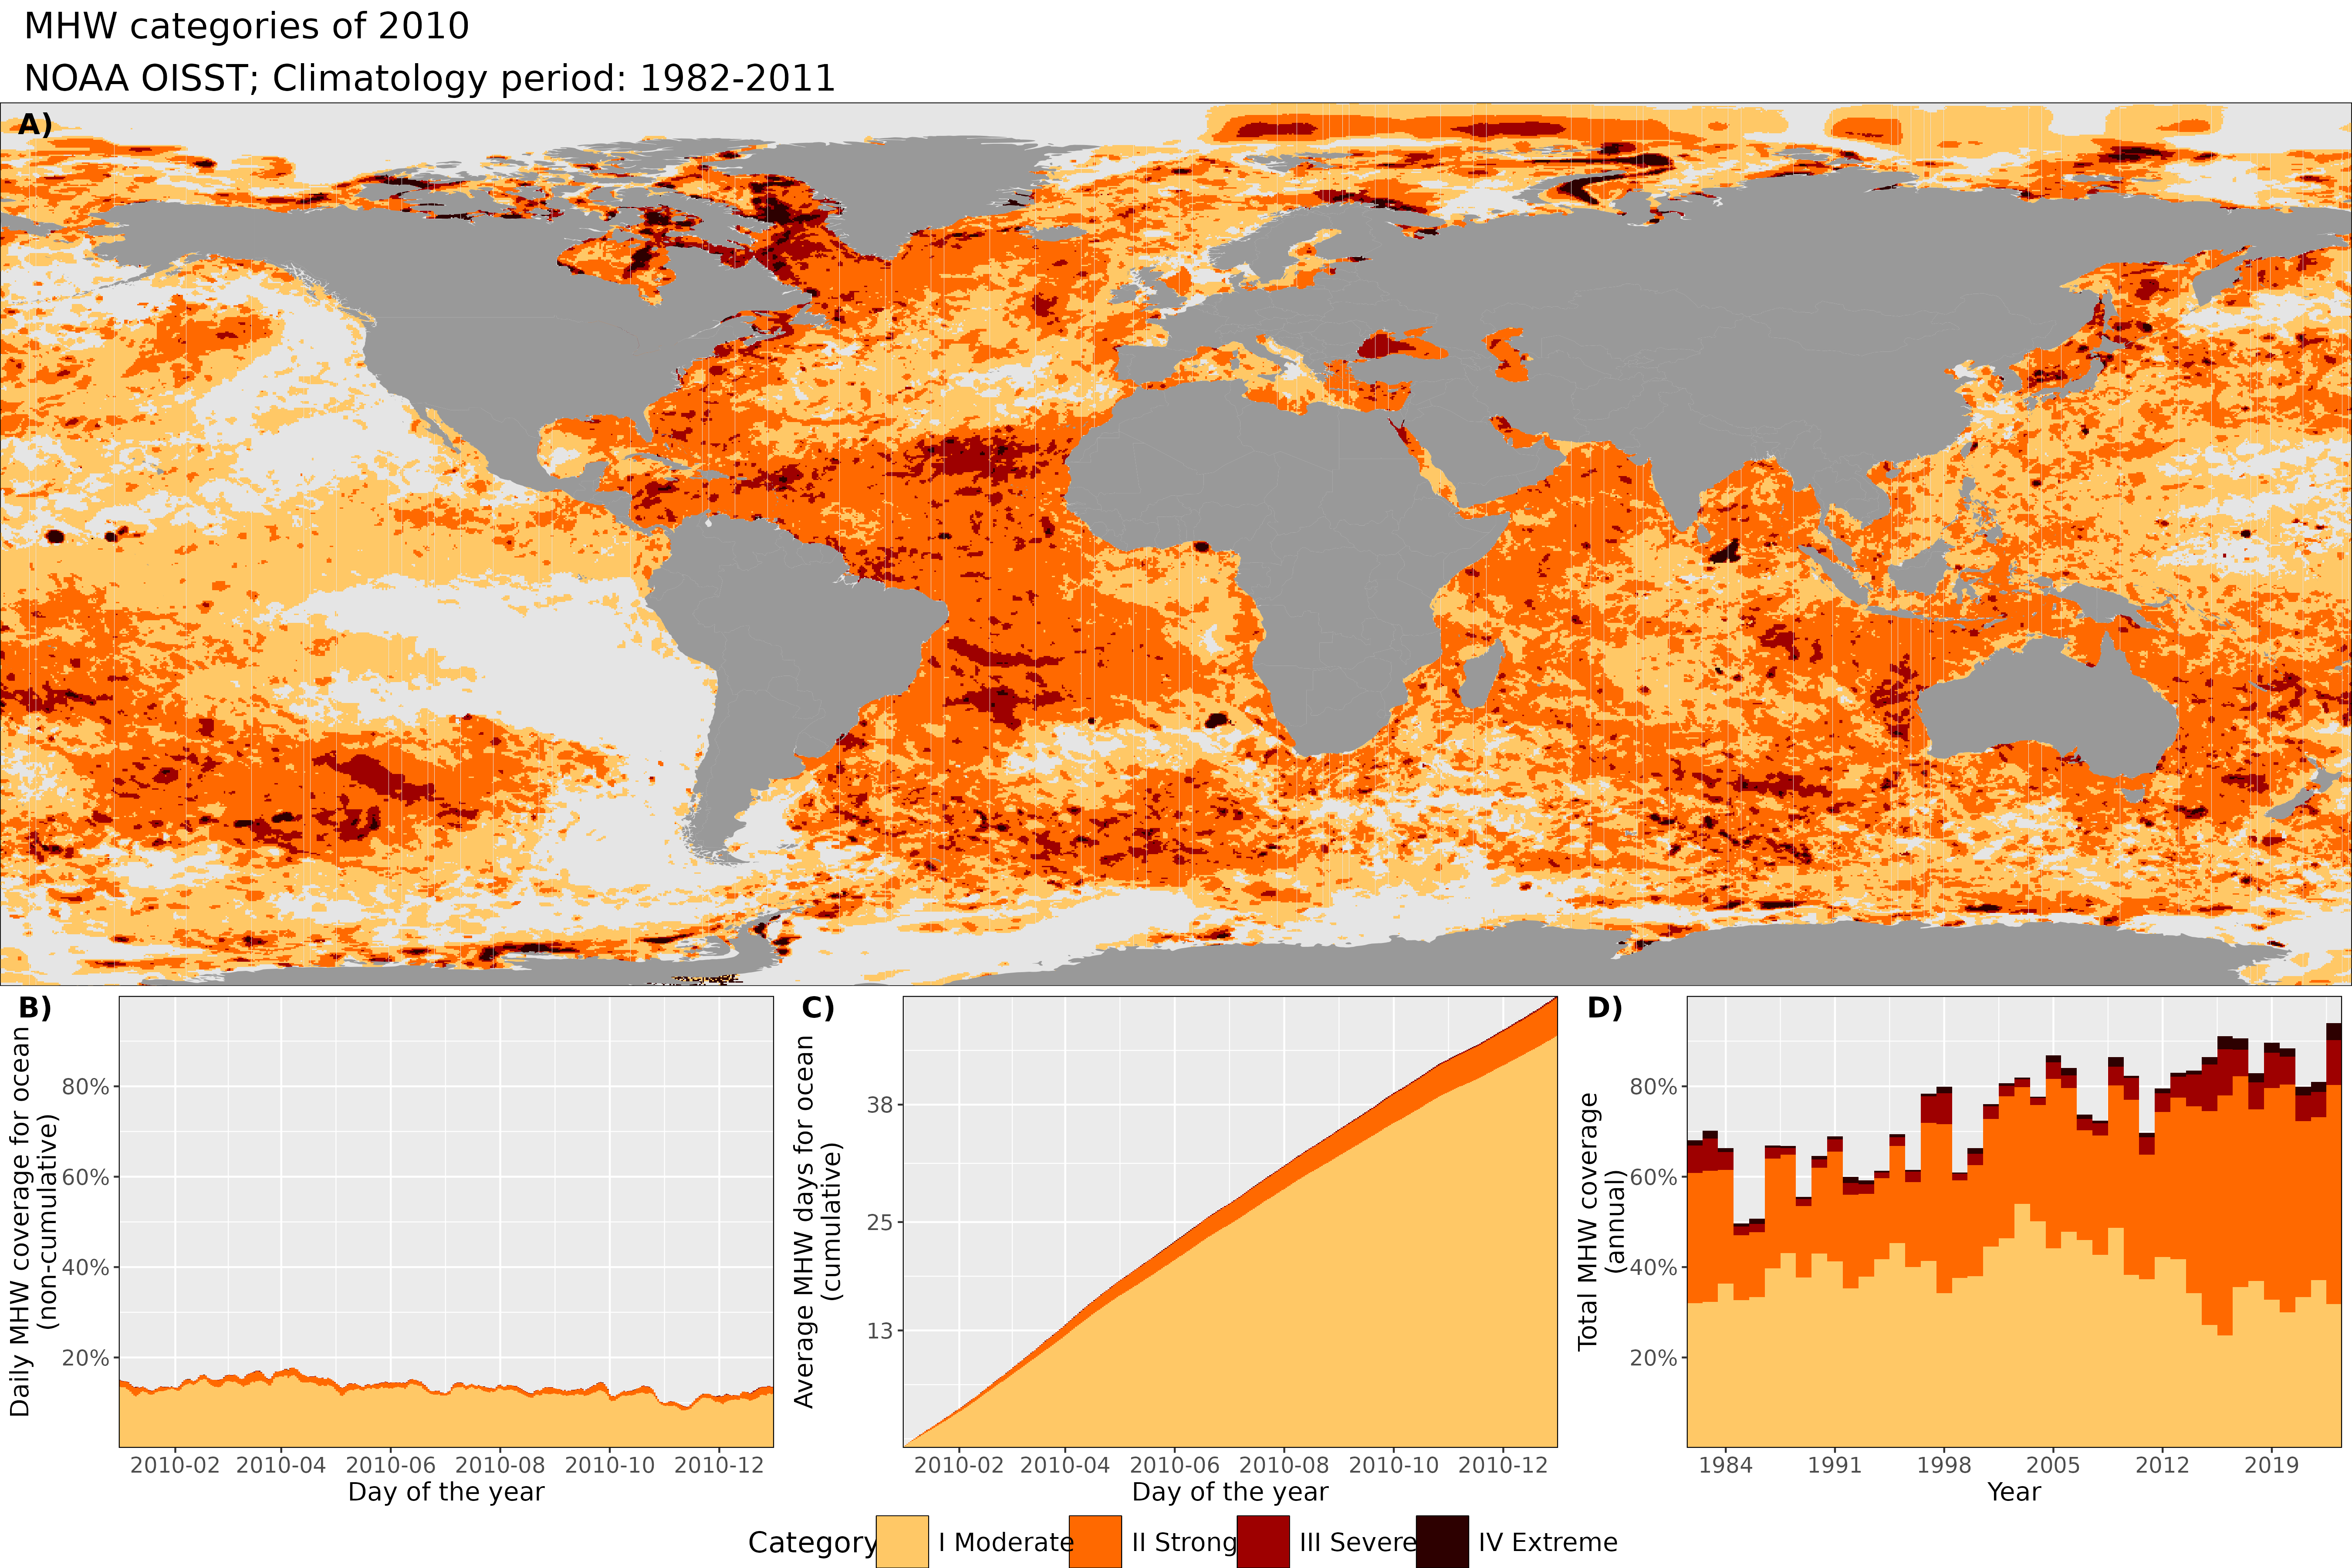 MHW categories of 2010
NOAA OISST; Climatology period: 1982-2011
A)
B)
Daily MHW coverage for ocean
(non-cumulative)
80%
60%
40%
20%
2010-02 2010-04 2010-06 2010-08 2010-10 2010-12
Day of the year
C)
Average MHW days for ocean
(cumulative)
38
25
13
2010-02 2010-04 2010-06 2010-08 2010-10 2010-12
Day of the year
D)
Total MHW coverage
(annual)
80%
60%
40%
20%
1984 1991 1998 2005 2012 2019
Year
Category I Moderate II Strong III Severe IV Extreme